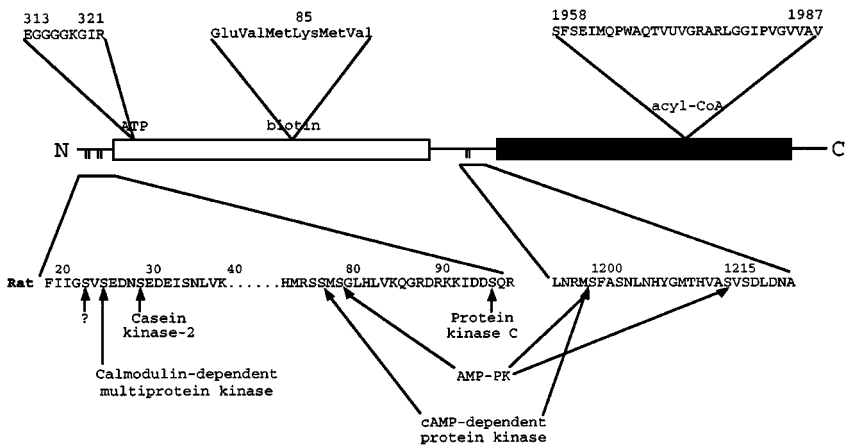 313 321
EGGGGKGIR
85
GluValMetLysMetVal
1958 1987
SFSEIMQPWAQTVUVGRARLGGIPVGVVAV
ATP
biotin
acyl-CoA
N
C
20 30 40 80 90
Rat FIIGSVSEDNSEDEISNLVK......HMRSSMSGLHLVKQGRDRKKIDDSQR
1200 1215
LNRMSFASNLNHYGMTHVASVSDLDNA
?
Casein
kinase-2
Protein
kinase C
Calmodulin-dependent
multiprotein kinase
AMP-PK
cAMP-dependent
protein kinase